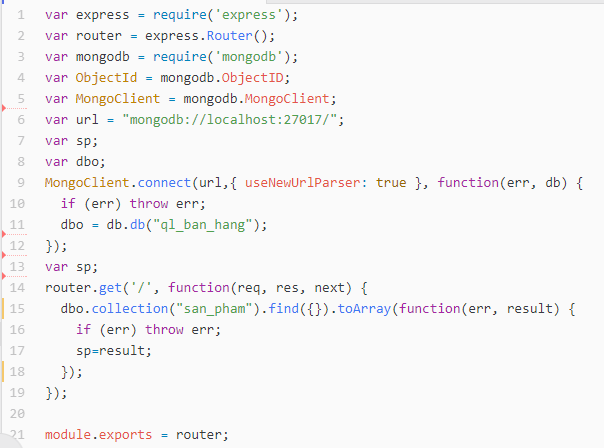 1 var express = require('express');
2 var router = express.Router();
3 var mongodb = require('mongodb');
4 var ObjectId = mongodb.ObjectID;
5 var MongoClient = mongodb.MongoClient;
6 var url = "mongodb://localhost:27017/";
7 var sp;
8 var dbo;
9 MongoClient.connect(url,{ useNewUrlParser: true }, function(err, db) {
10   if (err) throw err;
11   dbo = db.db("ql_ban_hang");
12 });
13 var sp;
14 router.get('/', function(req, res, next) {
15   dbo.collection("san_pham").find({}).toArray(function(err, result) {
16     if (err) throw err;
17     sp=result;
18   });
19 });
20
21 module.exports = router;